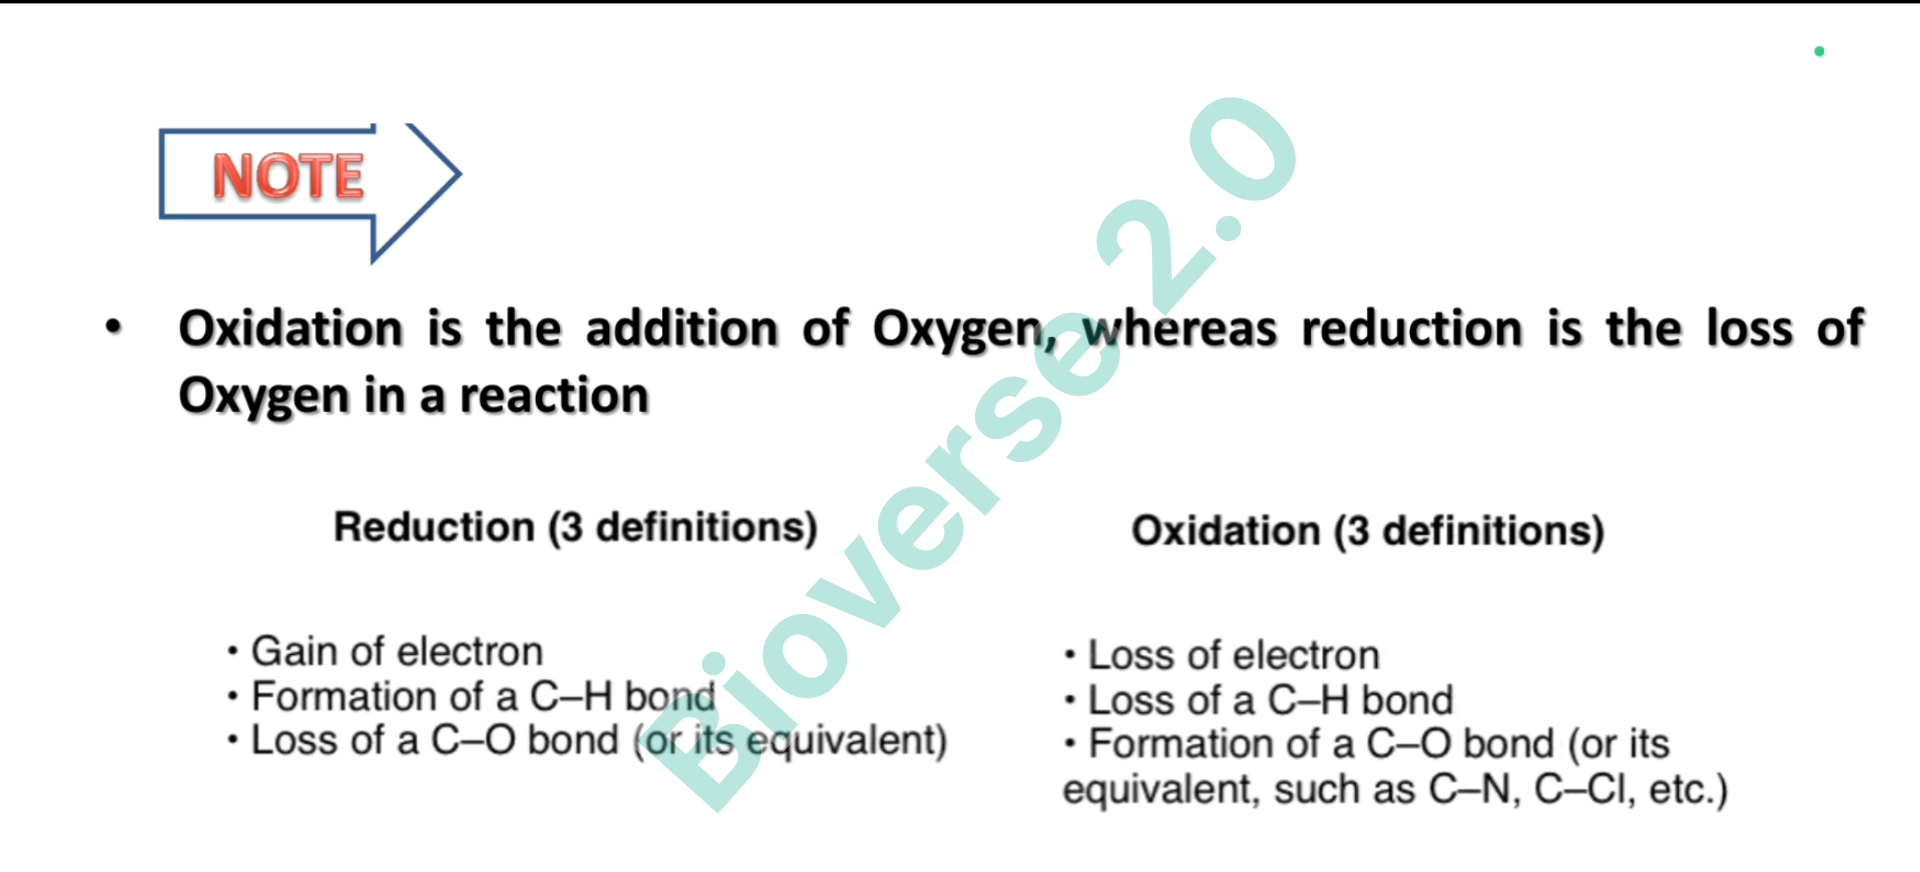 NOTE
• Oxidation is the addition of Oxygen, whereas reduction is the loss of
Oxygen in a reaction
Reduction (3 definitions)
• Gain of electron
• Formation of a C–H bond
• Loss of a C–O bond (or its equivalent)
Oxidation (3 definitions)
• Loss of electron
• Loss of a C–H bond
• Formation of a C–O bond (or its
equivalent, such as C–N, C–Cl, etc.)
Bioverse 2.0